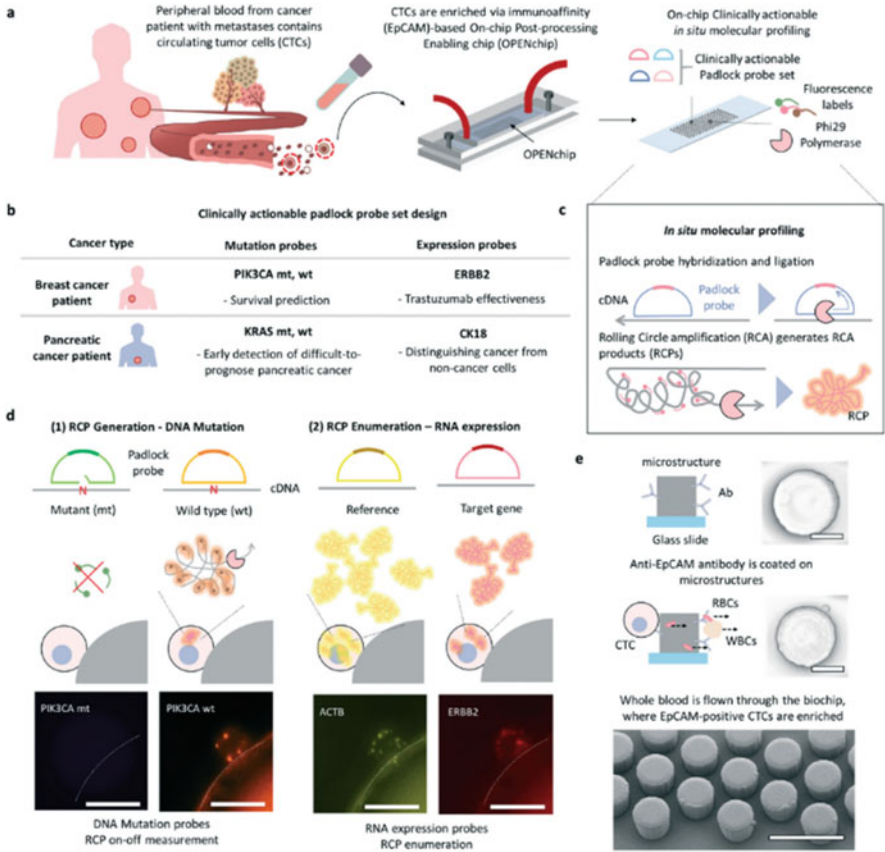 a
Peripheral blood from cancer
patient with metastases contains
circulating tumor cells (CTCs)
CTCs are enriched via immunoaffinity
(EpCAM)-based On-chip Post-processing
Enabling chip (OPENchip)
OPENchip
On-chip Clinically actionable
in situ molecular profiling
Clinically actionable
Padlock probe set
Fluorescence
labels
Phi29
Polymerase
b
Clinically actionable padlock probe set design
Cancer type
Mutation probes
Expression probes
Breast cancer
patient
PIK3CA mt, wt
- Survival prediction
ERBB2
- Trastuzumab effectiveness
Pancreatic
cancer patient
KRAS mt, wt
- Early detection of difficult-to-
prognose pancreatic cancer
CK18
- Distinguishing cancer from
non-cancer cells
c
In situ molecular profiling
Padlock probe hybridization and ligation
cDNA
Padlock
probe
Rolling Circle amplification (RCA) generates RCA
products (RCPs)
RCP
d
(1) RCP Generation - DNA Mutation
Padlock
probe
N
N
Mutant (mt)
Wild type (wt)
(2) RCP Enumeration – RNA expression
cDNA
Reference
Target gene
PIK3CA mt
PIK3CA wt
ACTB
ERBB2
DNA Mutation probes
RCP on-off measurement
RNA expression probes
RCP enumeration
e
microstructure
Ab
Glass slide
Anti-EpCAM antibody is coated on
microstructures
RBCs
CTC
WBCs
Whole blood is flown through the biochip,
where EpCAM-positive CTCs are enriched